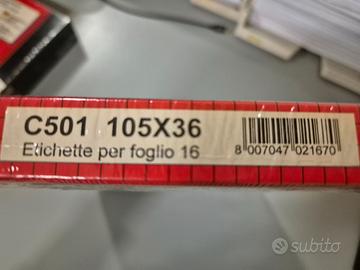 C501 105X36
Etichette per foglio 16
8 007047 021670
subito